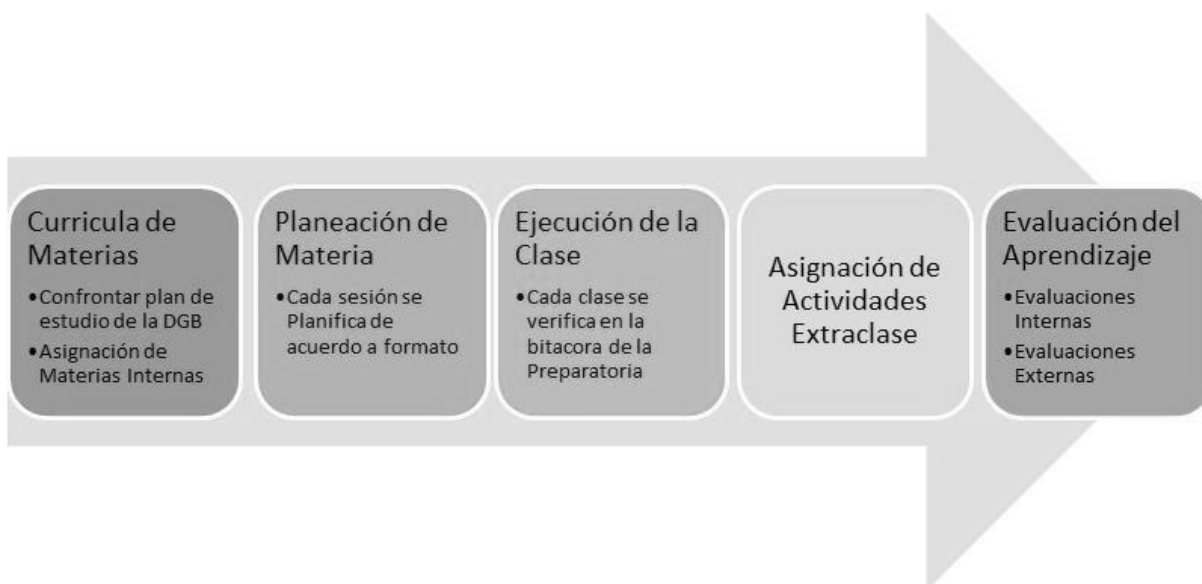 Curricula de
Materias
•Confrontar plan de
estudio de la DGB
•Asignación de
Materias Internas
Planeación de
Materia
•Cada sesión se
Planifica de
acuerdo a formato
Ejecución de la
Clase
•Cada clase se
verifica en la
bitacora de la
Preparatoria
Asignación de
Actividades
Extraclase
Evaluación del
Aprendizaje
•Evaluaciones
Internas
•Evaluaciones
Externas